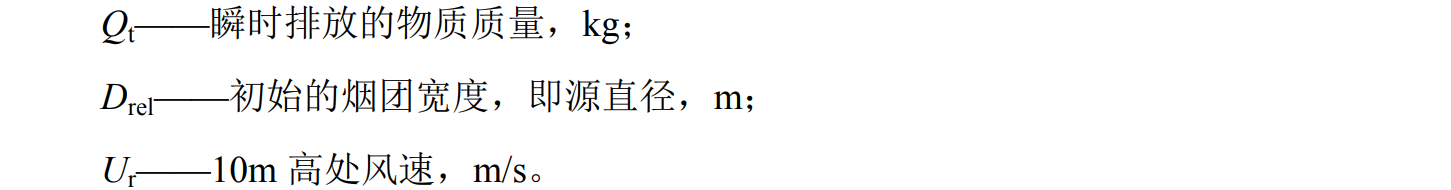 Qt——瞬时排放的物质质量，kg；
Drel——初始的烟团宽度，即源直径，m；
Ur——10m 高处风速，m/s。